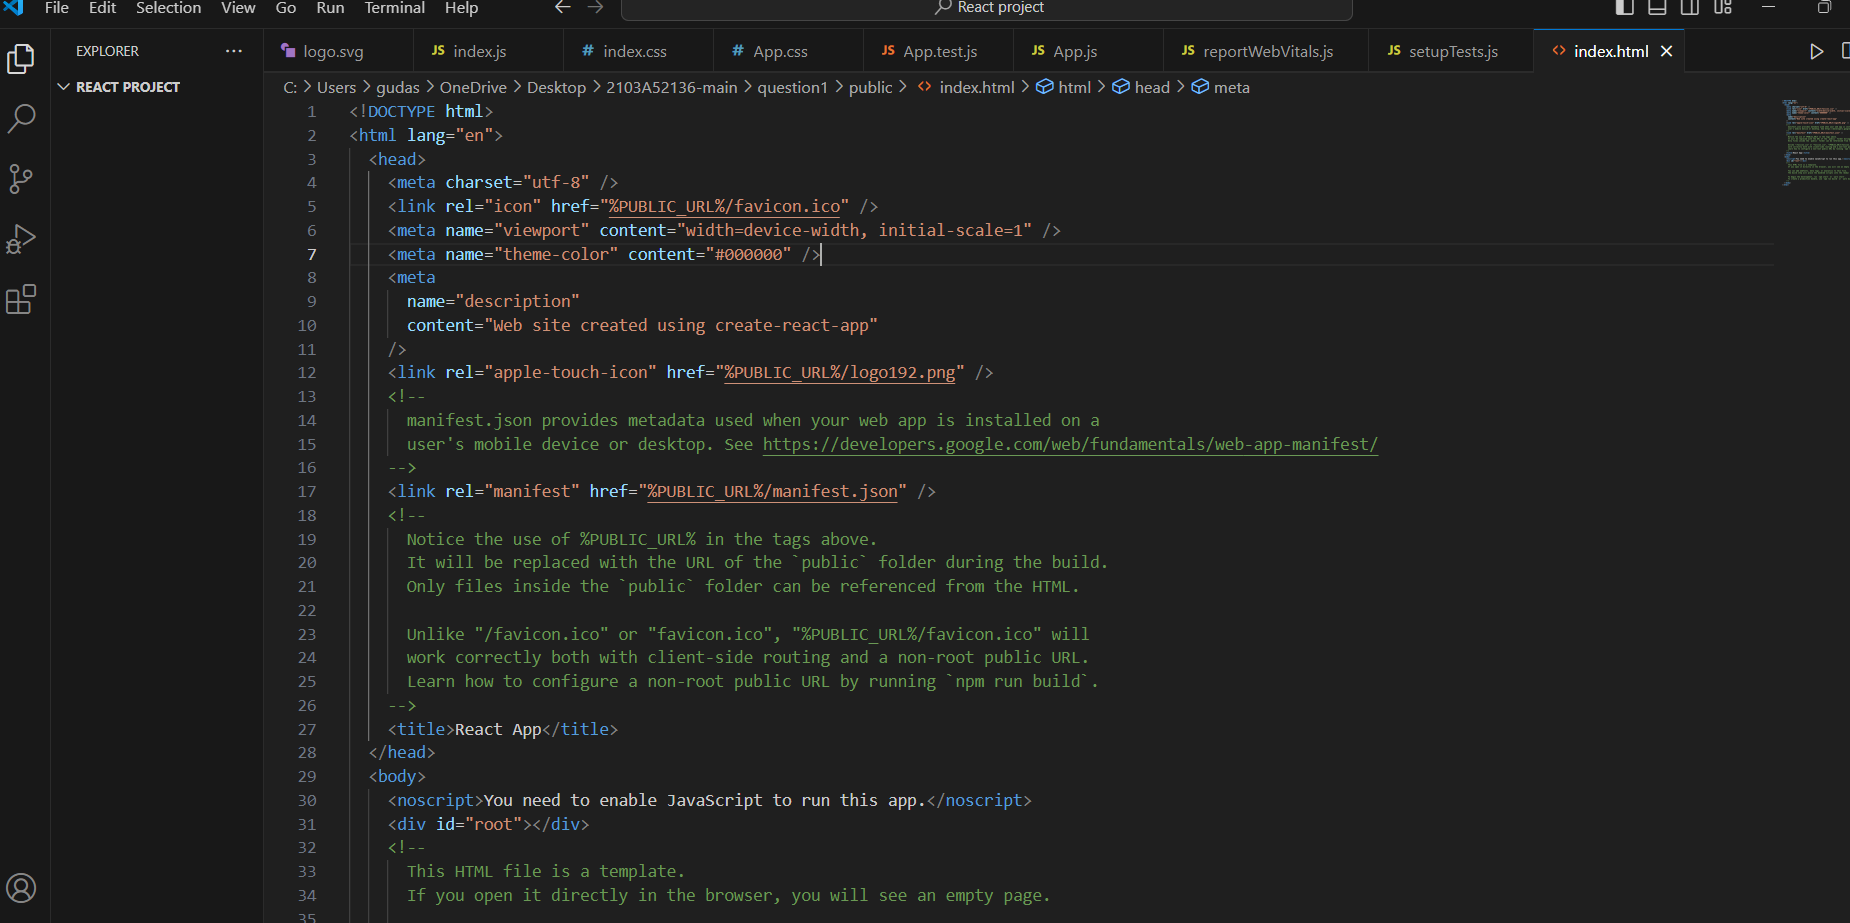 File Edit Selection View Go Run Terminal Help
React project
EXPLORER
REACT PROJECT
logo.svg
JS index.js
# index.css
# App.css
JS App.test.js
JS App.js
JS reportWebVitals.js
JS setupTests.js
<> index.html
C: > Users > gudas > OneDrive > Desktop > 2103A52136-main > question1 > public > <> index.html > html > head > meta
1 <!DOCTYPE html>
2 <html lang="en">
3 <head>
4 <meta charset="utf-8" />
5 <link rel="icon" href="%PUBLIC_URL%/favicon.ico" />
6 <meta name="viewport" content="width=device-width, initial-scale=1" />
7 <meta name="theme-color" content="#000000" />
8 <meta
9 name="description"
10 content="Web site created using create-react-app"
11 />
12 <link rel="apple-touch-icon" href="%PUBLIC_URL%/logo192.png" />
13 <!--
14 manifest.json provides metadata used when your web app is installed on a
15 user's mobile device or desktop. See https://developers.google.com/web/fundamentals/web-app-manifest/
16 -->
17 <link rel="manifest" href="%PUBLIC_URL%/manifest.json" />
18 <!--
19 Notice the use of %PUBLIC_URL% in the tags above.
20 It will be replaced with the URL of the `public` folder during the build.
21 Only files inside the `public` folder can be referenced from the HTML.
22
23 Unlike "/favicon.ico" or "favicon.ico", "%PUBLIC_URL%/favicon.ico" will
24 work correctly both with client-side routing and a non-root public URL.
25 Learn how to configure a non-root public URL by running `npm run build`.
26 -->
27 <title>React App</title>
28 </head>
29 <body>
30 <noscript>You need to enable JavaScript to run this app.</noscript>
31 <div id="root"></div>
32 <!--
33 This HTML file is a template.
34 If you open it directly in the browser, you will see an empty page.
35